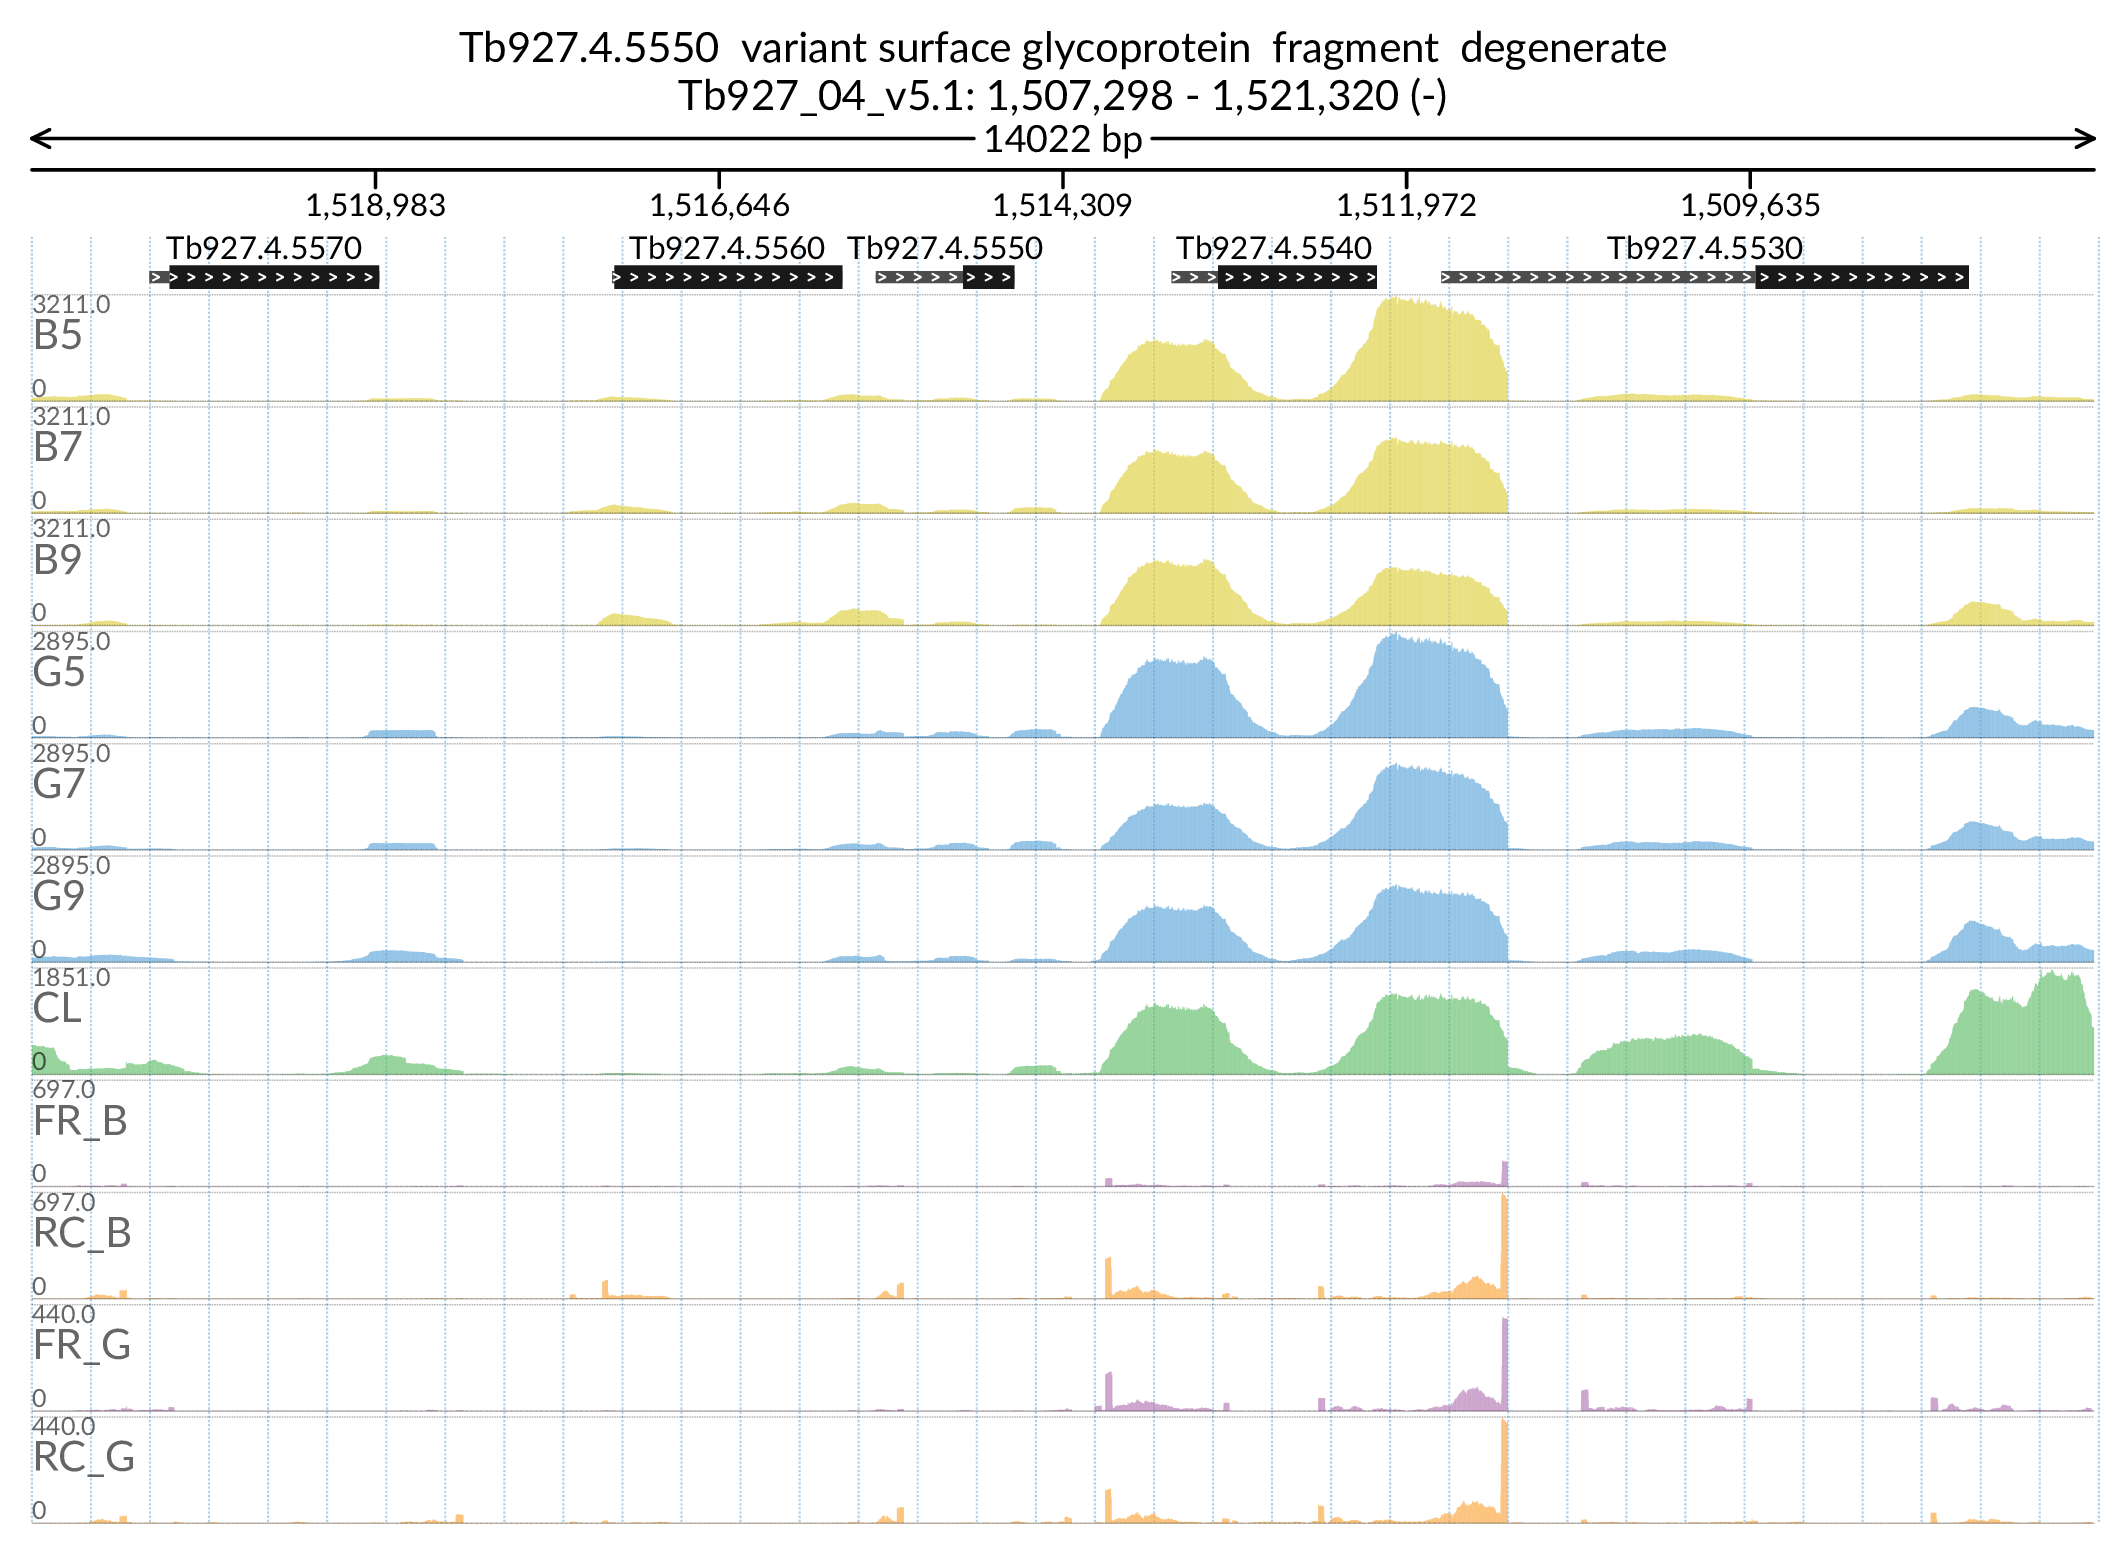 Tb927.4.5550 variant surface glycoprotein fragment degenerate
Tb927_04_v5.1: 1,507,298 - 1,521,320 (-)
14022 bp
1,518,983 1,516,646 1,514,309 1,511,972 1,509,635
Tb927.4.5570 Tb927.4.5560 Tb927.4.5550 Tb927.4.5540 Tb927.4.5530
3211.0
B5
0
3211.0
B7
0
3211.0
B9
0
2895.0
G5
0
2895.0
G7
0
2895.0
G9
0
1851.0
CL
0
697.0
FR_B
0
697.0
RC_B
0
440.0
FR_G
0
440.0
RC_G
0